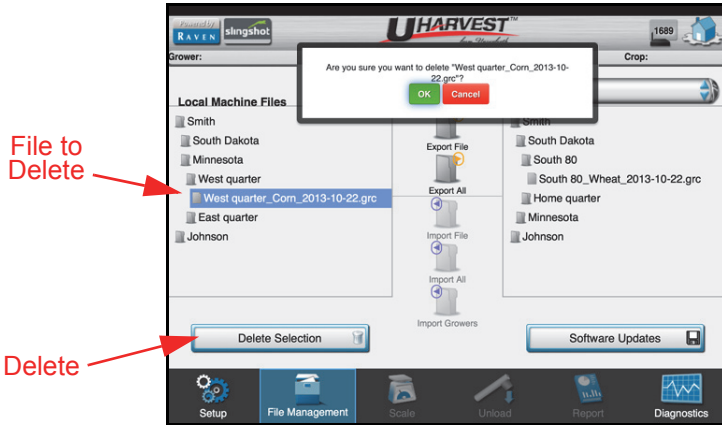 Powered by
RAVEN
slingshot
UHARVEST™
1689
Grower:
Crop:
Are you sure you want to delete "West quarter_Corn_2013-10-
22.grc"?
OK
Cancel
Local Machine Files
Smith
South Dakota
Minnesota
West quarter
West quarter_Corn_2013-10-22.grc
East quarter
Johnson
Export File
Export All
Import File
Import All
Import Growers
Smith
South Dakota
South 80
South 80_Wheat_2013-10-22.grc
Home quarter
Minnesota
Johnson
File to
Delete
Delete
Delete Selection
Software Updates
Setup
File Management
Scale
Unload
Report
Diagnostics